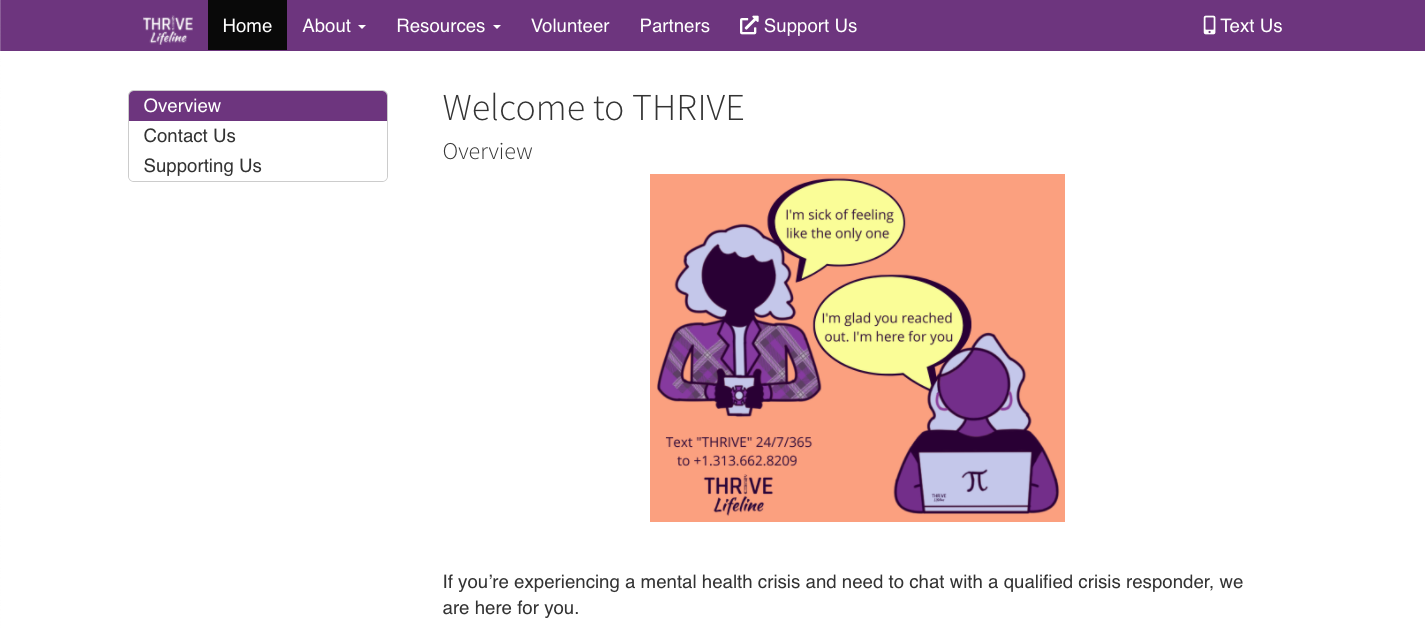 THRIVE
Lifeline
Home
About
Resources
Volunteer
Partners
Support Us
Text Us
Overview
Contact Us
Supporting Us
Welcome to THRIVE
Overview
I'm sick of feeling
like the only one
I'm glad you reached
out. I'm here for you
Text "THRIVE" 24/7/365
to +1.313.662.8209
THRIVE
Lifeline
π
THRIVE
Lifeline
If you’re experiencing a mental health crisis and need to chat with a qualified crisis responder, we
are here for you.